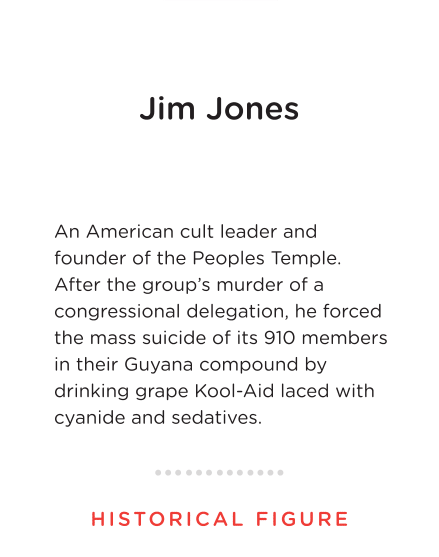 Jim Jones
An American cult leader and
founder of the Peoples Temple.
After the group’s murder of a
congressional delegation, he forced
the mass suicide of its 910 members
in their Guyana compound by
drinking grape Kool-Aid laced with
cyanide and sedatives.
HISTORICAL FIGURE